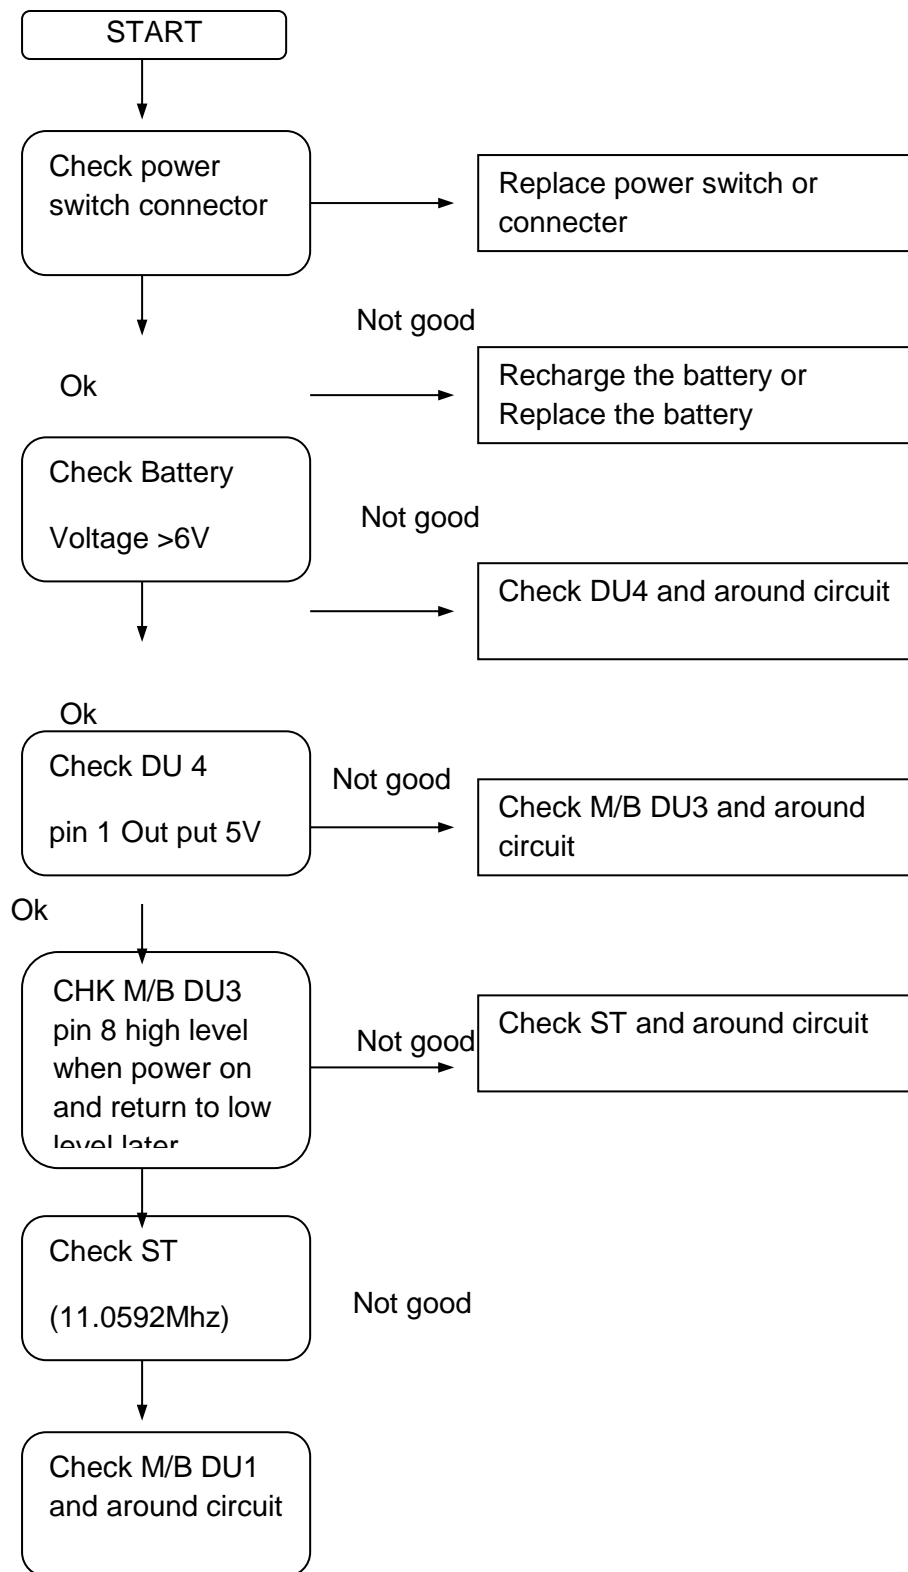 START
Check power
switch connector
Replace power switch or
connecter
Not good
Ok
Recharge the battery or
Replace the battery
Check Battery
Voltage >6V
Not good
Check DU4 and around circuit
Ok
Check DU 4
pin 1 Out put 5V
Not good
Check M/B DU3 and around
circuit
Ok
CHK M/B DU3
pin 8 high level
when power on
and return to low
level later
Not good
Check ST and around circuit
Check ST
(11.0592Mhz)
Not good
Check M/B DU1
and around circuit